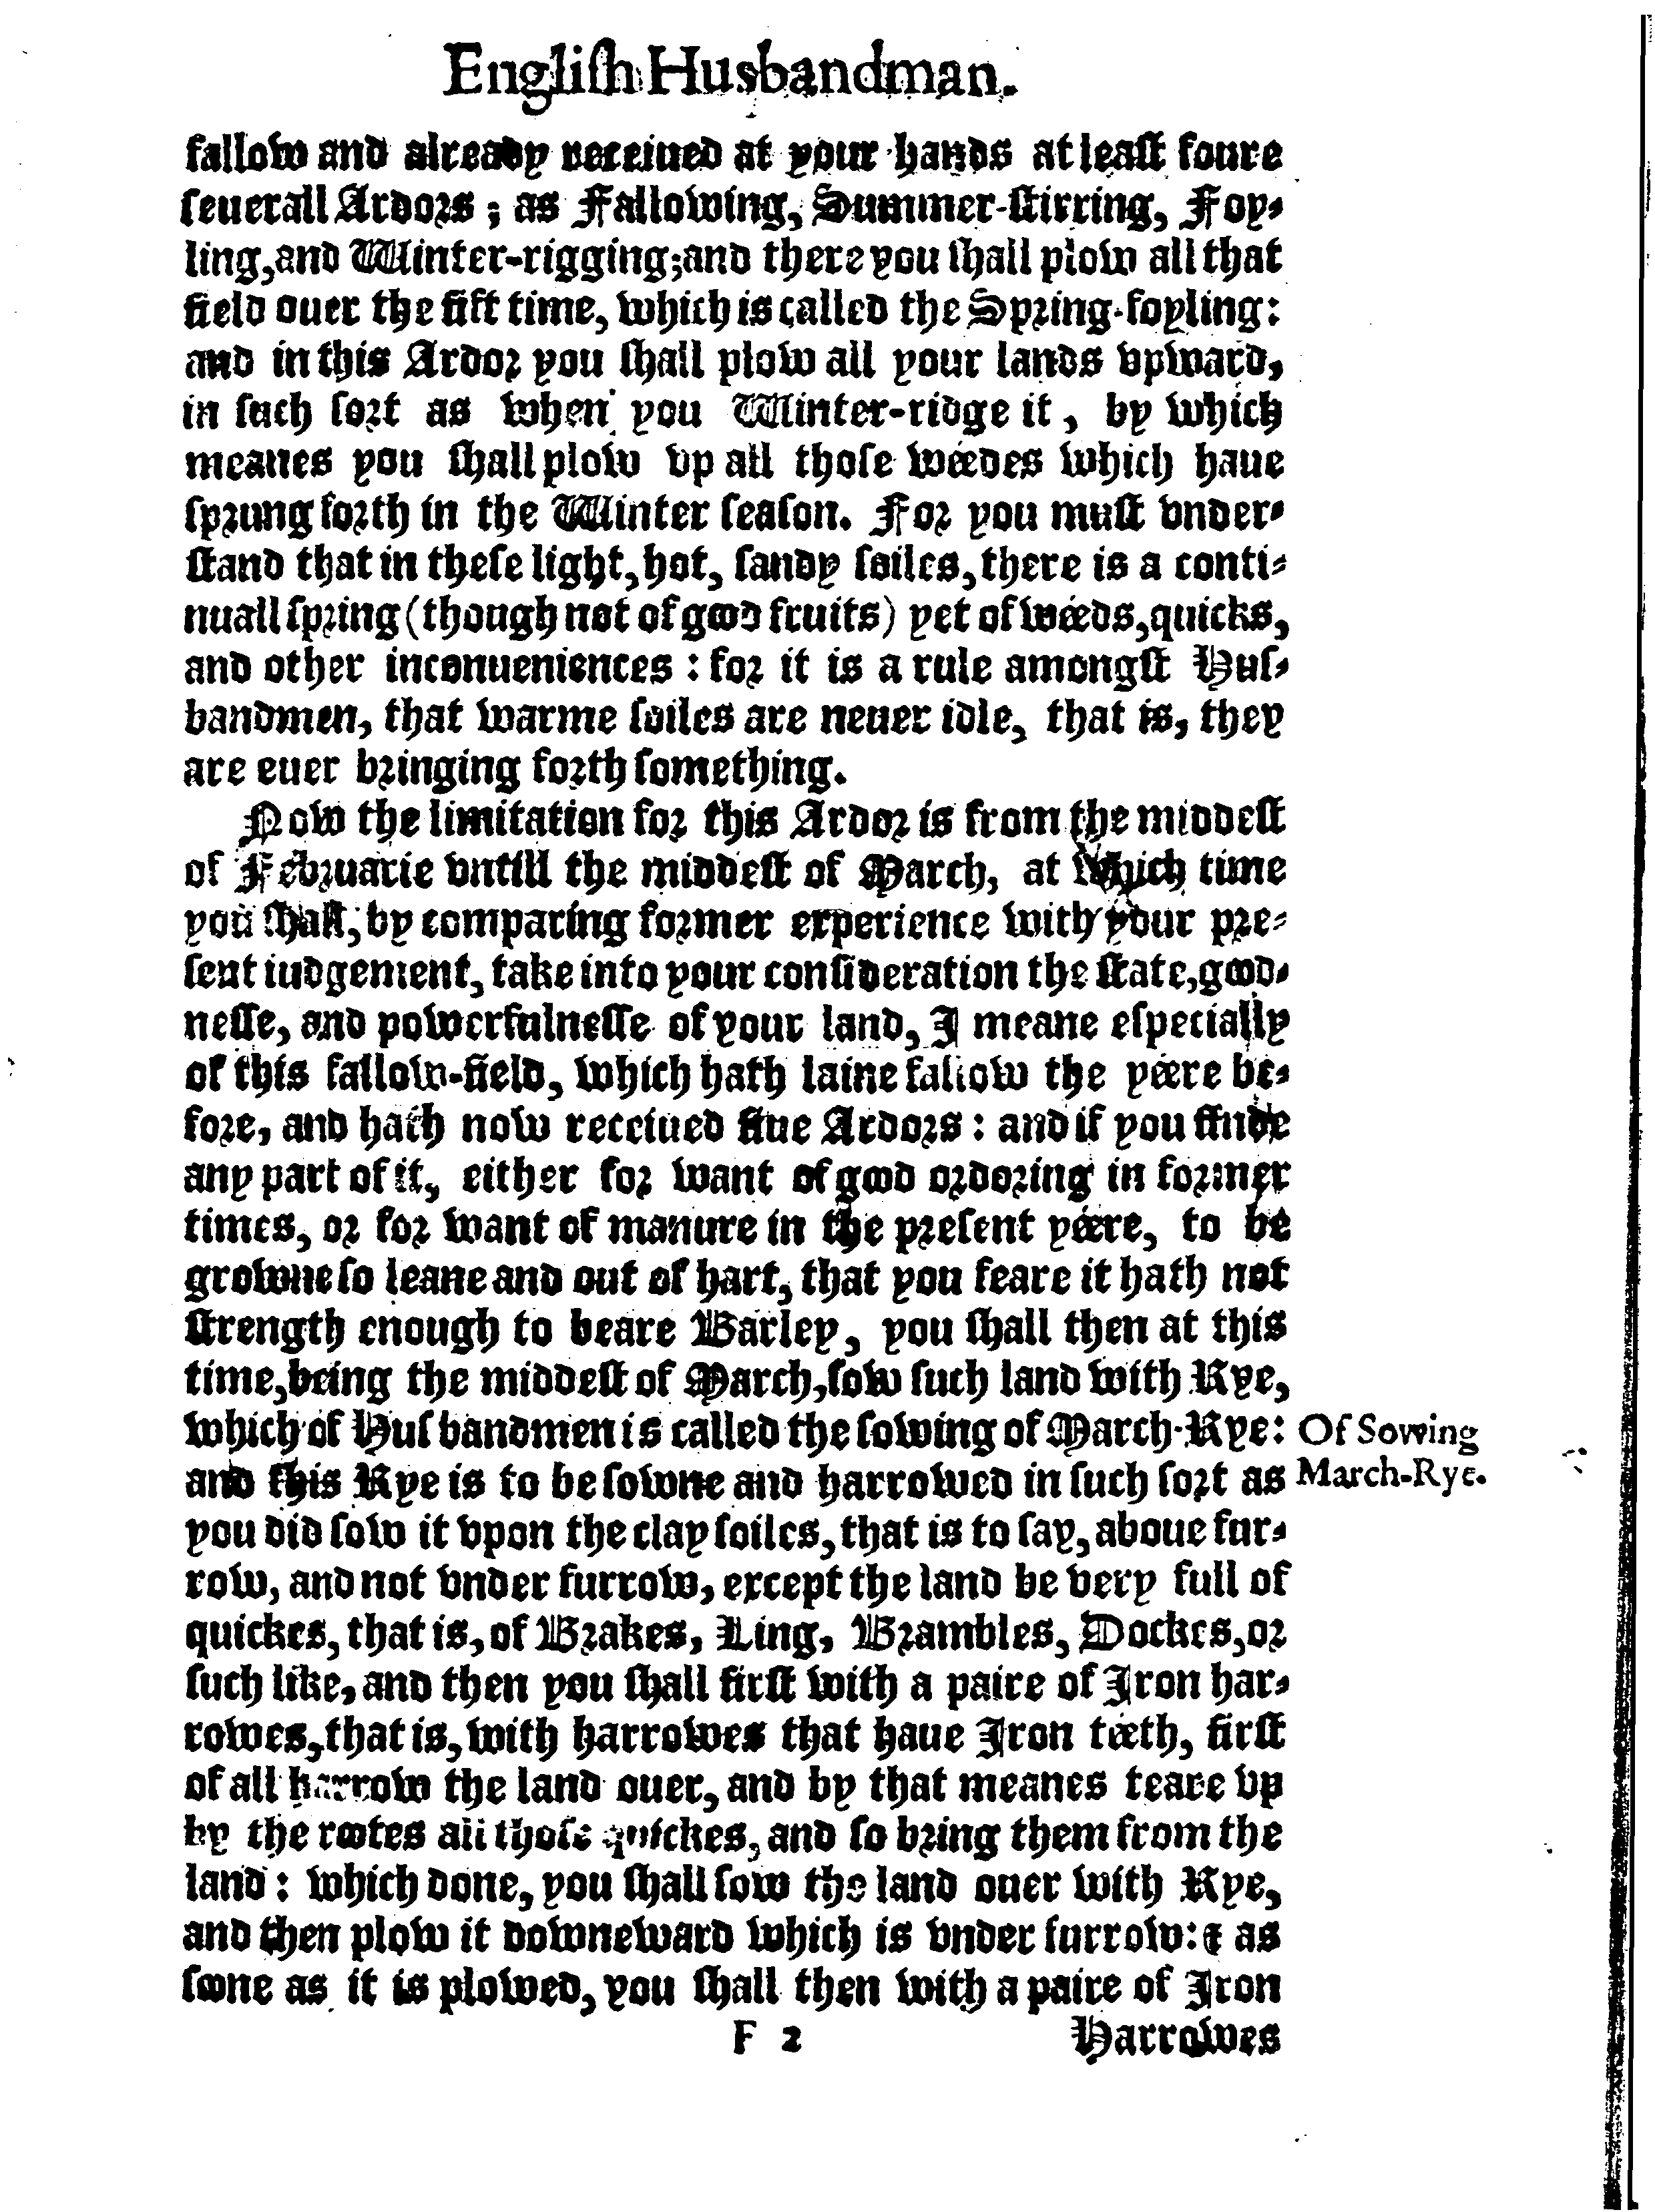 Engliſh Husbandman.
fallow and already receiued at your hands at leaſt foure
ſeuerall Ardors; as Fallowing, Summer-ſtirring, Foy-
ling, and Winter-rigging; and there you ſhall plow all that
field ouer the fift time, which is called the Spring-foyling:
and in this Ardor you ſhall plow all your lands vpward,
in ſuch ſort as when you Winter-ridge it, by which
meanes you ſhall plow vp all thoſe weedes which haue
ſprung forth in the Winter ſeaſon. For you muſt vnder-
ſtand that in theſe light, hot, ſandy ſoiles, there is a conti-
nuall ſpring (though not of good fruits) yet of weeds, quicks,
and other inconueniences: for it is a rule amongſt Huſ-
bandmen, that warme ſoiles are neuer idle, that is, they
are euer bringing forth ſomething.
Now the limitation for this Ardor is from the middeſt
of Februarie vntill the middeſt of March, at which time
you ſhall, by comparing former experience with your pre-
ſent iudgement, take into your conſideration the ſtate, good-
neſſe, and powerfulneſſe of your land, I meane eſpecially
of this fallow-field, which hath laine fallow the yeere be-
fore, and hath now receiued fiue Ardors: and if you finde
any part of it, either for want of good ordoring in former
times, or for want of manure in the preſent yeere, to be
growne ſo leane and out of hart, that you feare it hath not
ſtrength enough to beare Barley, you ſhall then at this
time, being the middeſt of March, ſow ſuch land with Rye,
which of Huſbandmen is called the ſowing of March-Rye:
Of Sowing
March-Rye.
and this Rye is to be ſowne and harrowed in ſuch ſort as
you did ſow it vpon the clay ſoiles, that is to ſay, aboue fur-
row, and not vnder furrow, except the land be very full of
quickes, that is, of Brakes, Ling, Brambles, Dockes, or
ſuch like, and then you ſhall firſt with a paire of Iron har-
rowes, that is, with harrowes that haue Iron teeth, firſt
of all harrow the land ouer, and by that meanes teare vp
by the rootes all thoſe quickes, and ſo bring them from the
land: which done, you ſhall ſow the land ouer with Rye,
and then plow it downeward which is vnder furrow: & as
ſoone as it is plowed, you ſhall then with a paire of Iron
F 2 Harrowes